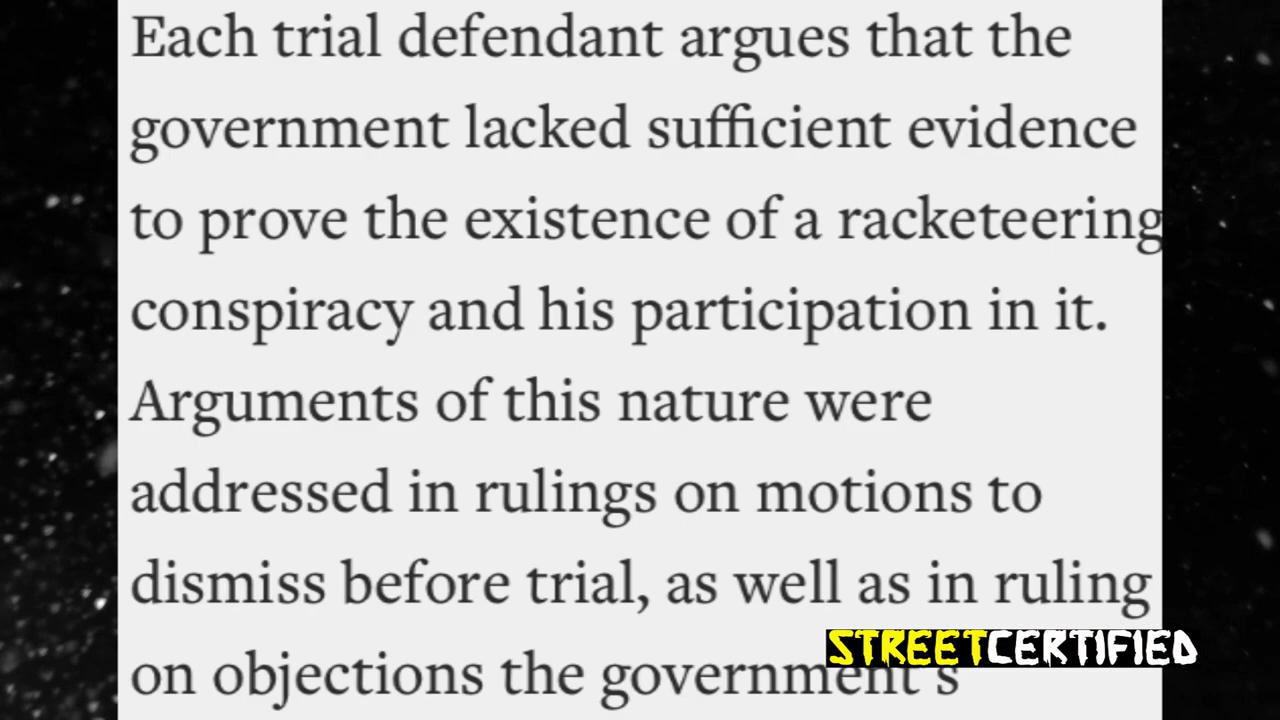 Each trial defendant argues that the
government lacked sufficient evidence
to prove the existence of a racketeering
conspiracy and his participation in it.
Arguments of this nature were
addressed in rulings on motions to
dismiss before trial, as well as in ruling
on objections the government's
STREETCERTIFIED